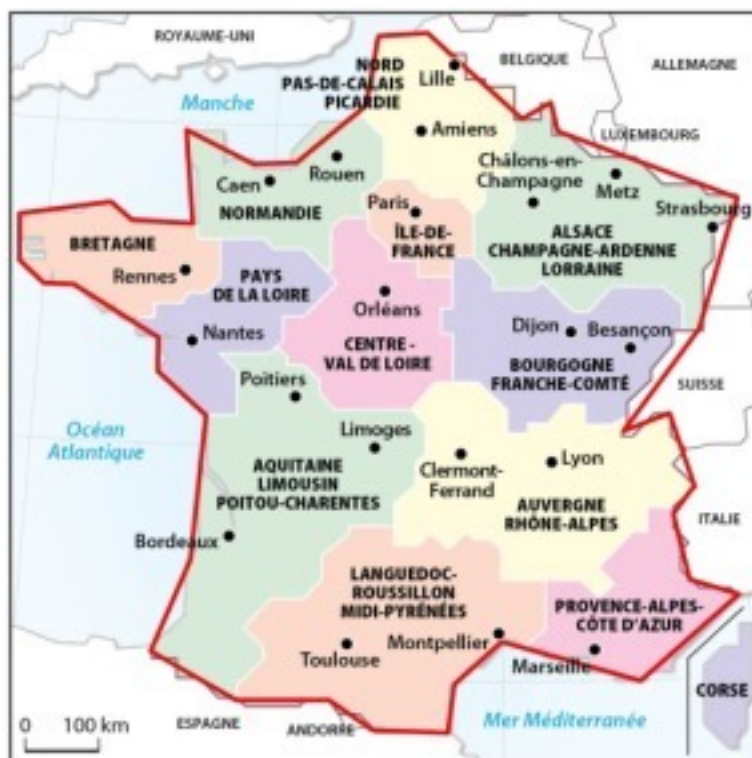 ROYAUME-UNI
NORD
PAS-DE-CALAIS
PICARDIE
Lille
BELGIQUE
ALLEMAGNE
Manche
Amiens
LUXEMBOURG
Châlons-en-
Champagne
Metz
Caen
Rouen
NORMANDIE
Paris
ÎLE-DE-
FRANCE
Strasbourg
ALSACE
CHAMPAGNE-ARDENNE
LORRAINE
BRETAGNE
Rennes
PAYS
DE LA LOIRE
Orléans
Nantes
CENTRE -
VAL DE LOIRE
Dijon
Besançon
BOURGOGNE
FRANCHE-COMTÉ
SUISSE
Poitiers
Océan
Atlantique
Limoges
AQUITAINE
LIMOUSIN
POITOU-CHARENTES
Clermont-
Ferrand
Lyon
AUVERGNE
RHÔNE-ALPES
ITALIE
Bordeaux
LANGUEDOC-
ROUSSILLON
MIDI-PYRÉNÉES
PROVENCE-ALPES-
CÔTE D'AZUR
Toulouse
Montpellier
Marseille
CORSE
0 100 km
ESPAGNE
ANDORRE
Mer Méditerranée